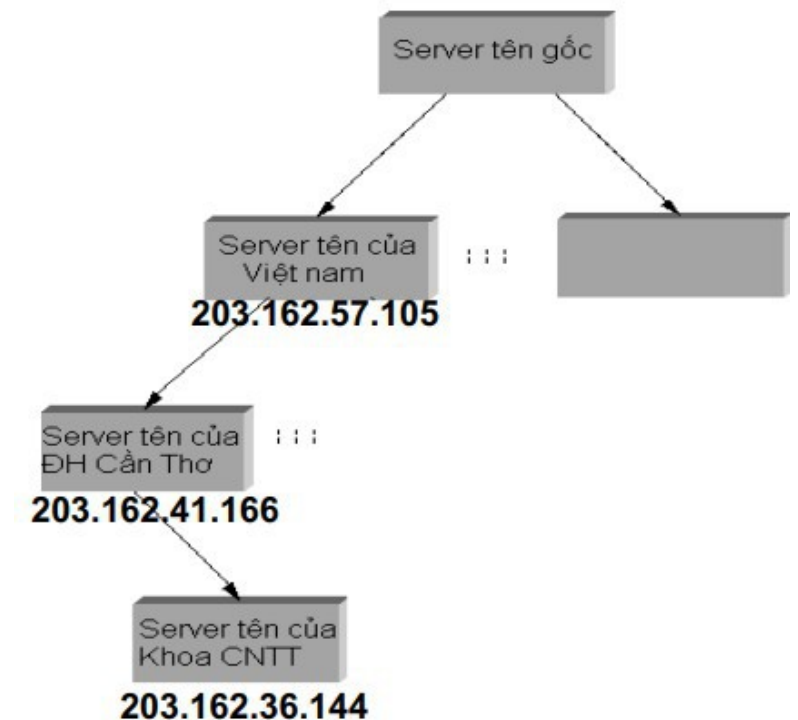 Server tên gốc
Server tên của
Việt nam
203.162.57.105
Server tên của
ĐH Cần Thơ
203.162.41.166
Server tên của
Khoa CNTT
203.162.36.144